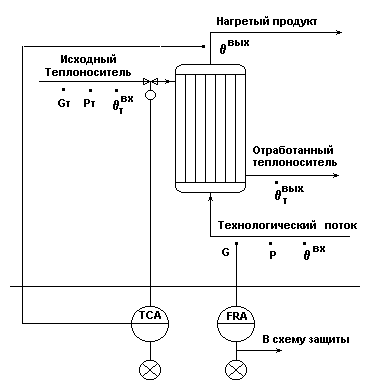 Нагретый продукт
θвых
Исходный
Теплоноситель
Gт Pт θтвх
Отработанный
теплоноситель
θтвых
Технологический поток
G P θвх
TCA FRA
В схему защиты